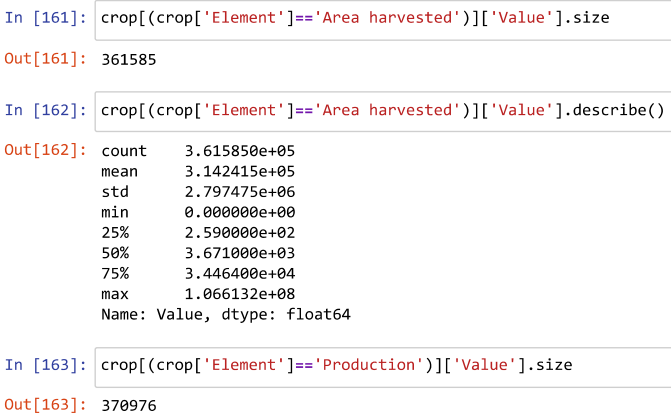 In [161]: crop[(crop['Element']=='Area harvested')]['Value'].size
Out[161]: 361585
In [162]: crop[(crop['Element']=='Area harvested')]['Value'].describe()
Out[162]:
count    3.615850e+05
mean     3.142415e+05
std      2.797475e+06
min      0.000000e+00
25%      2.590000e+02
50%      3.671000e+03
75%      3.446400e+04
max      1.066132e+08
Name: Value, dtype: float64
In [163]: crop[(crop['Element']=='Production')]['Value'].size
Out[163]: 370976